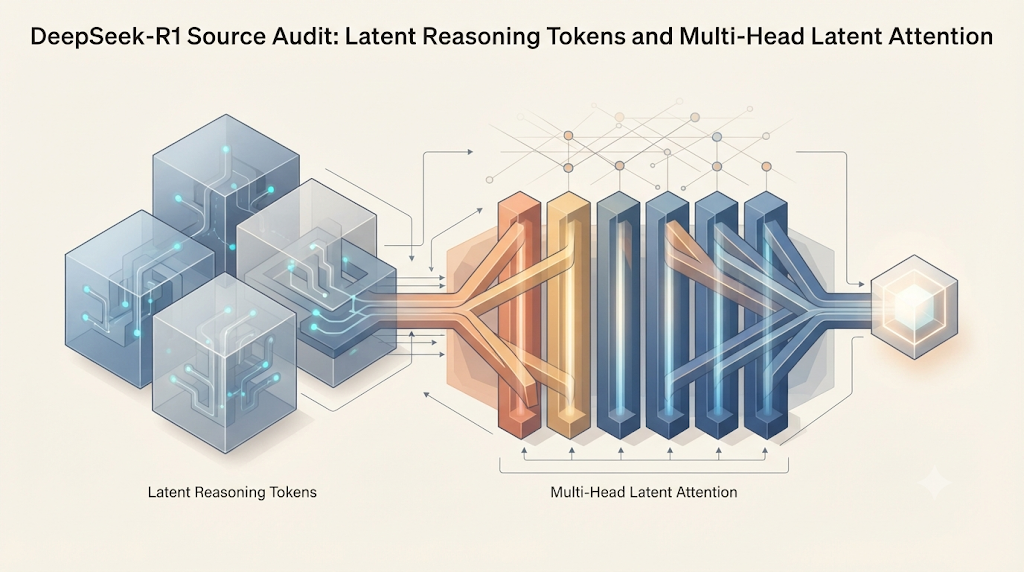 DeepSeek-R1 Source Audit: Latent Reasoning Tokens and Multi-Head Latent Attention
Latent Reasoning Tokens
Multi-Head Latent Attention